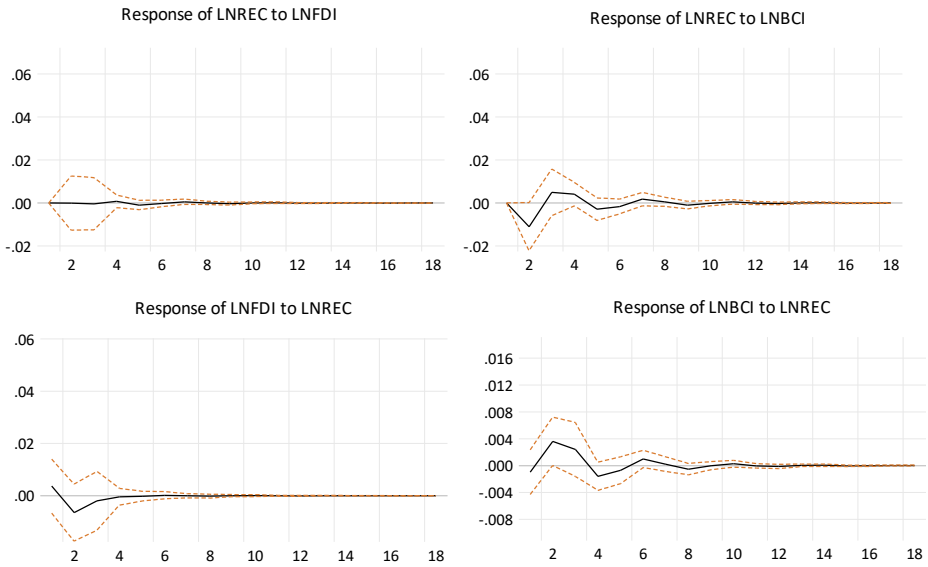 Response of LNREC to LNFDI
.06
.04
.02
.00
-.02
2 4 6 8 10 12 14 16 18
Response of LNREC to LNBCI
.06
.04
.02
.00
-.02
2 4 6 8 10 12 14 16 18
Response of LNFDI to LNREC
.06
.04
.02
.00
2 4 6 8 10 12 14 16 18
Response of LNBCI to LNREC
.016
.012
.008
.004
.000
-.004
-.008
2 4 6 8 10 12 14 16 18